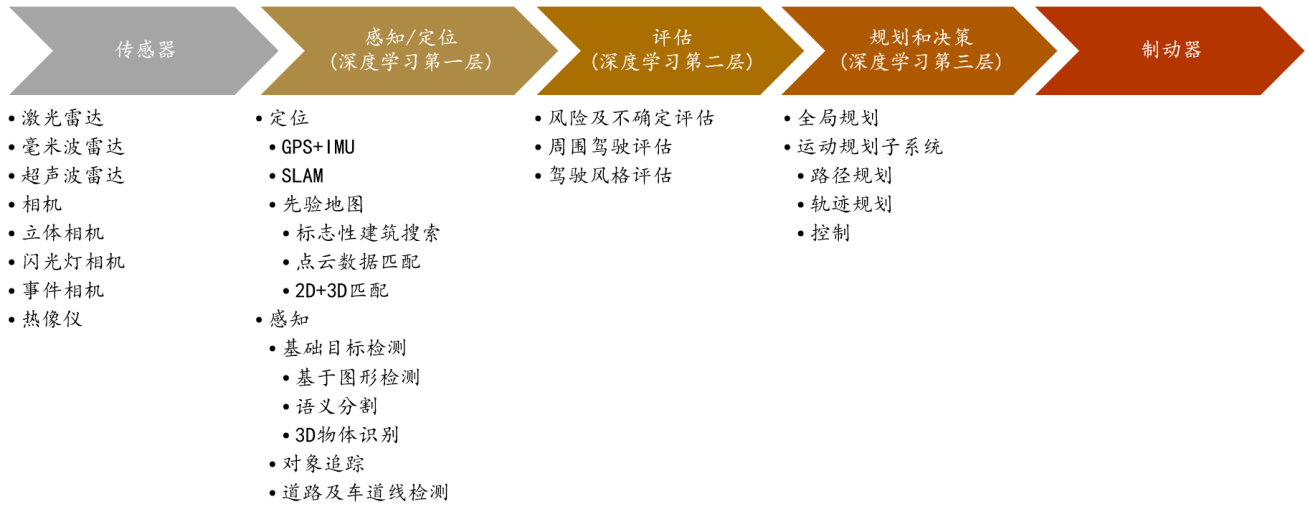 传感器
感知/定位
(深度学习第一层)
评估
(深度学习第二层)
规划和决策
(深度学习第三层)
制动器
•激光雷达
•毫米波雷达
•超声波雷达
•相机
•立体相机
•闪光灯相机
•事件相机
•热像仪
•定位
•GPS+IMU
•SLAM
•先验地图
•标志性建筑搜索
•点云数据匹配
•2D+3D匹配
•感知
•基础目标检测
•基于图形检测
•语义分割
•3D物体识别
•对象追踪
•道路及车道线检测
•风险及不确定评估
•周围驾驶评估
•驾驶风格评估
•全局规划
•运动规划子系统
•路径规划
•轨迹规划
•控制